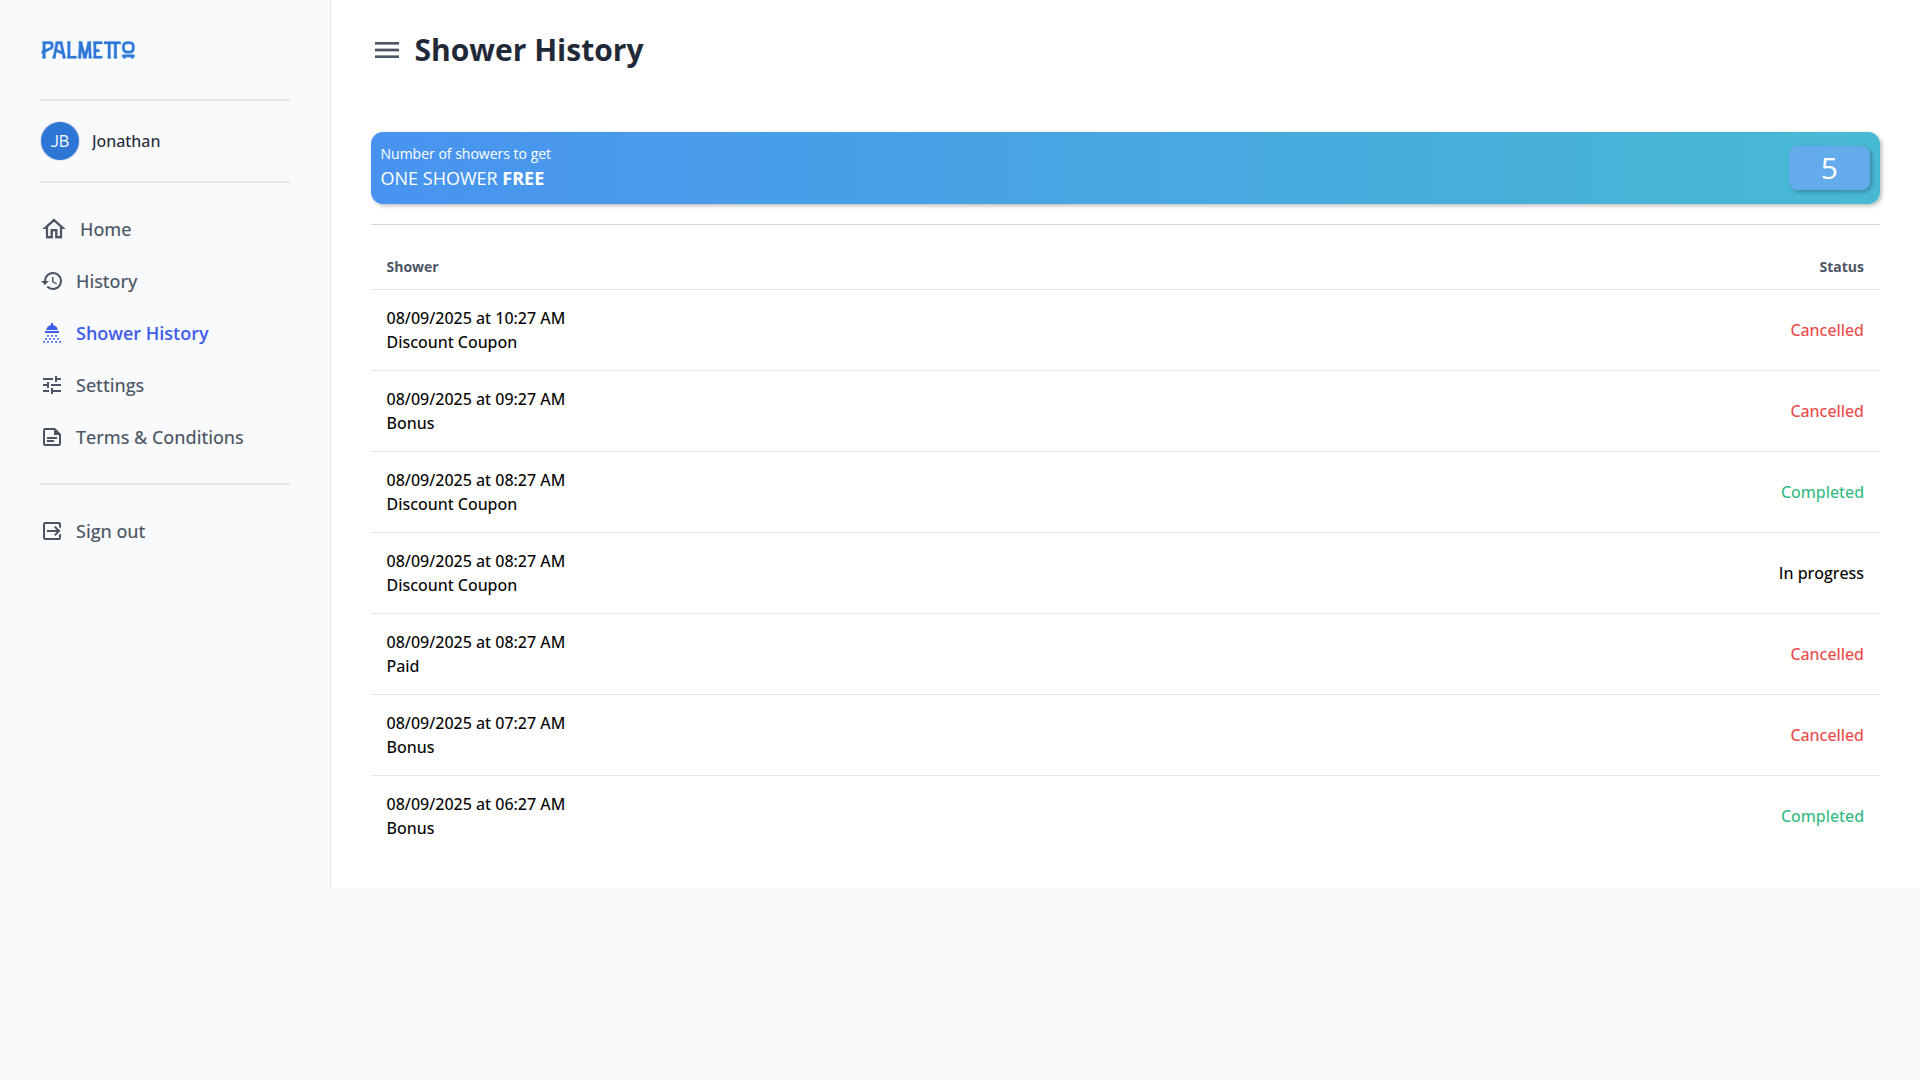 PALMETTO
JB Jonathan
Home
History
Shower History
Settings
Terms & Conditions
Sign out
Shower History
Number of showers to get
ONE SHOWER FREE
5
Shower Status
08/09/2025 at 10:27 AM
Discount Coupon
Cancelled
08/09/2025 at 09:27 AM
Bonus
Cancelled
08/09/2025 at 08:27 AM
Discount Coupon
Completed
08/09/2025 at 08:27 AM
Discount Coupon
In progress
08/09/2025 at 08:27 AM
Paid
Cancelled
08/09/2025 at 07:27 AM
Bonus
Cancelled
08/09/2025 at 06:27 AM
Bonus
Completed